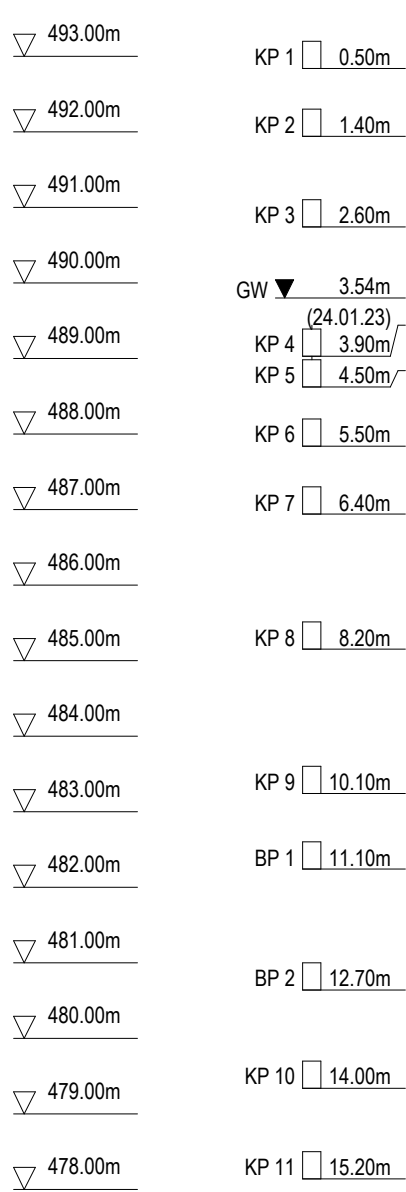 493.00m
492.00m
491.00m
490.00m
489.00m
488.00m
487.00m
486.00m
485.00m
484.00m
483.00m
482.00m
481.00m
480.00m
479.00m
478.00m
KP 1 0.50m
KP 2 1.40m
KP 3 2.60m
GW 3.54m
(24.01.23)
KP 4 3.90m
KP 5 4.50m
KP 6 5.50m
KP 7 6.40m
KP 8 8.20m
KP 9 10.10m
BP 1 11.10m
BP 2 12.70m
KP 10 14.00m
KP 11 15.20m